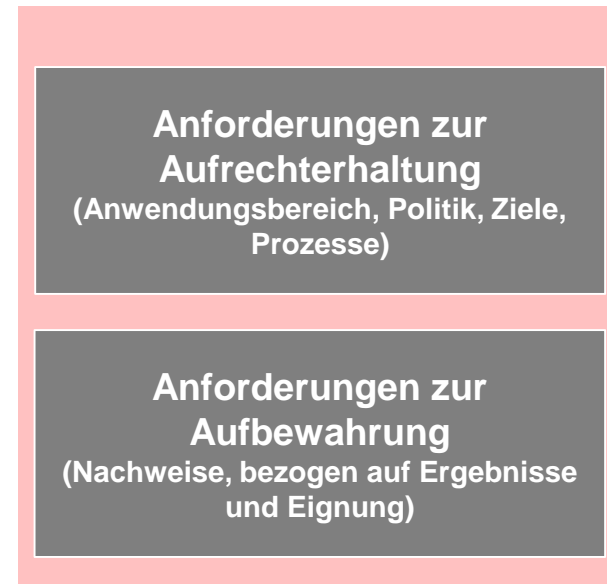 Anforderungen zur
Aufrechterhaltung
(Anwendungsbereich, Politik, Ziele,
Prozesse)
Anforderungen zur
Aufbewahrung
(Nachweise, bezogen auf Ergebnisse
und Eignung)